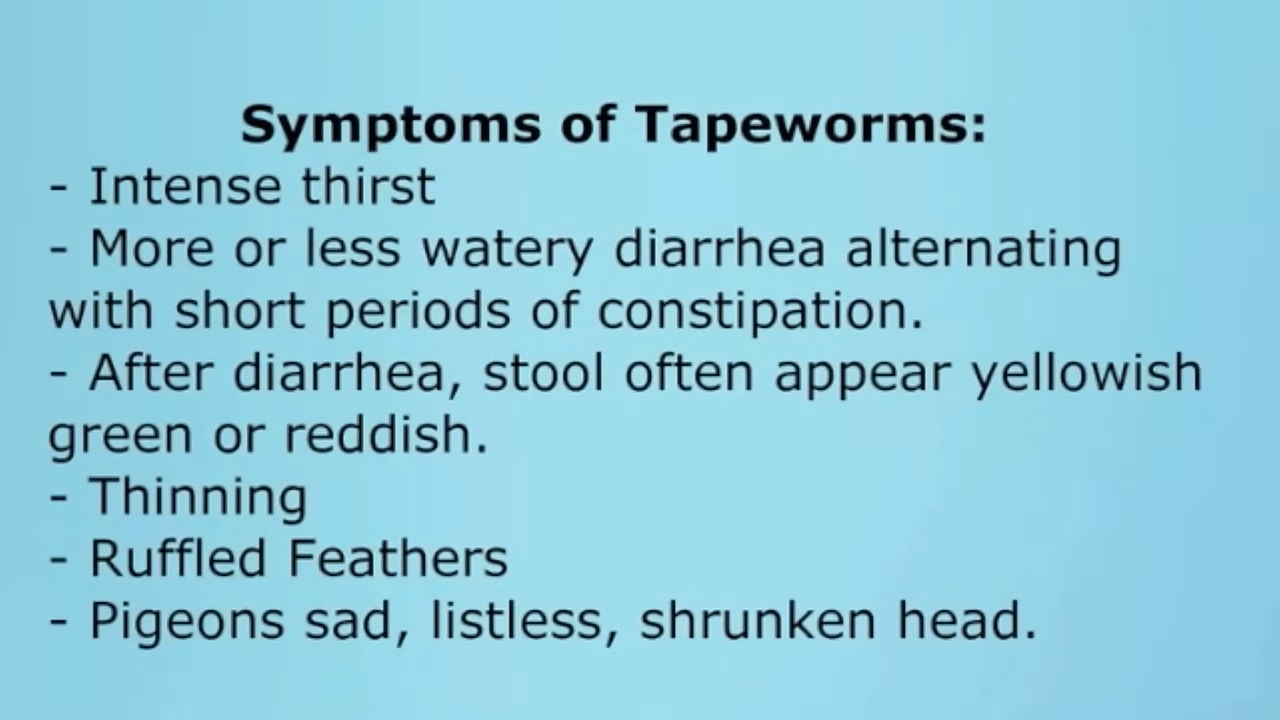 Symptoms of Tapeworms:
- Intense thirst
- More or less watery diarrhea alternating
with short periods of constipation.
- After diarrhea, stool often appear yellowish
green or reddish.
- Thinning
- Ruffled Feathers
- Pigeons sad, listless, shrunken head.